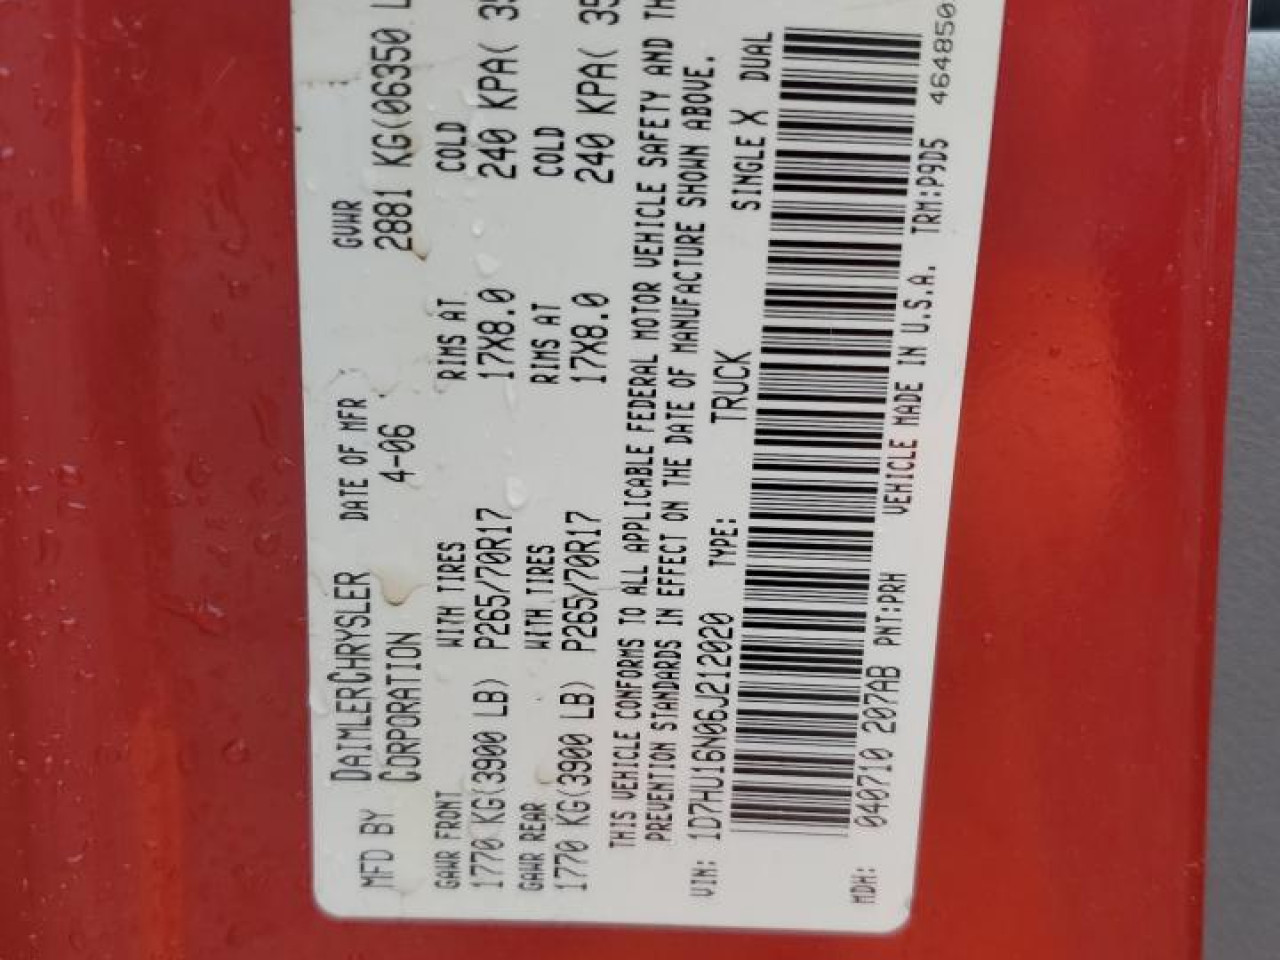 MFD BY DAIMLERCHRYSLER DATE OF MFR GVWR
CORPORATION 4-06 2881 KG(06350 L
GAWR FRONT WITH TIRES RIMS AT COLD
1770 KG(3900 LB) P265/70R17 17X8.0 240 KPA( 35
GAWR REAR WITH TIRES RIMS AT COLD
1770 KG(3900 LB) P265/70R17 17X8.0 240 KPA( 35
THIS VEHICLE CONFORMS TO ALL APPLICABLE FEDERAL MOTOR VEHICLE SAFETY AND TH
PREVENTION STANDARDS IN EFFECT ON THE DATE OF MANUFACTURE SHOWN ABOVE.
VIN: 1D7HU16N06J212020 TYPE: TRUCK SINGLE X DUAL
MDH: 040710 207AB PNT:PRH VEHICLE MADE IN U.S.A. TRM:P9D5 464850